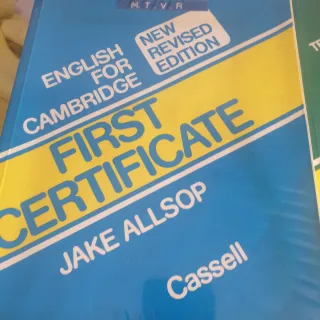 M.T.V.R
ENGLISH
FOR
CAMBRIDGE
NEW
REVISED
EDITION
FIRST
CERTIFICATE
JAKE ALLSOP
Cassell